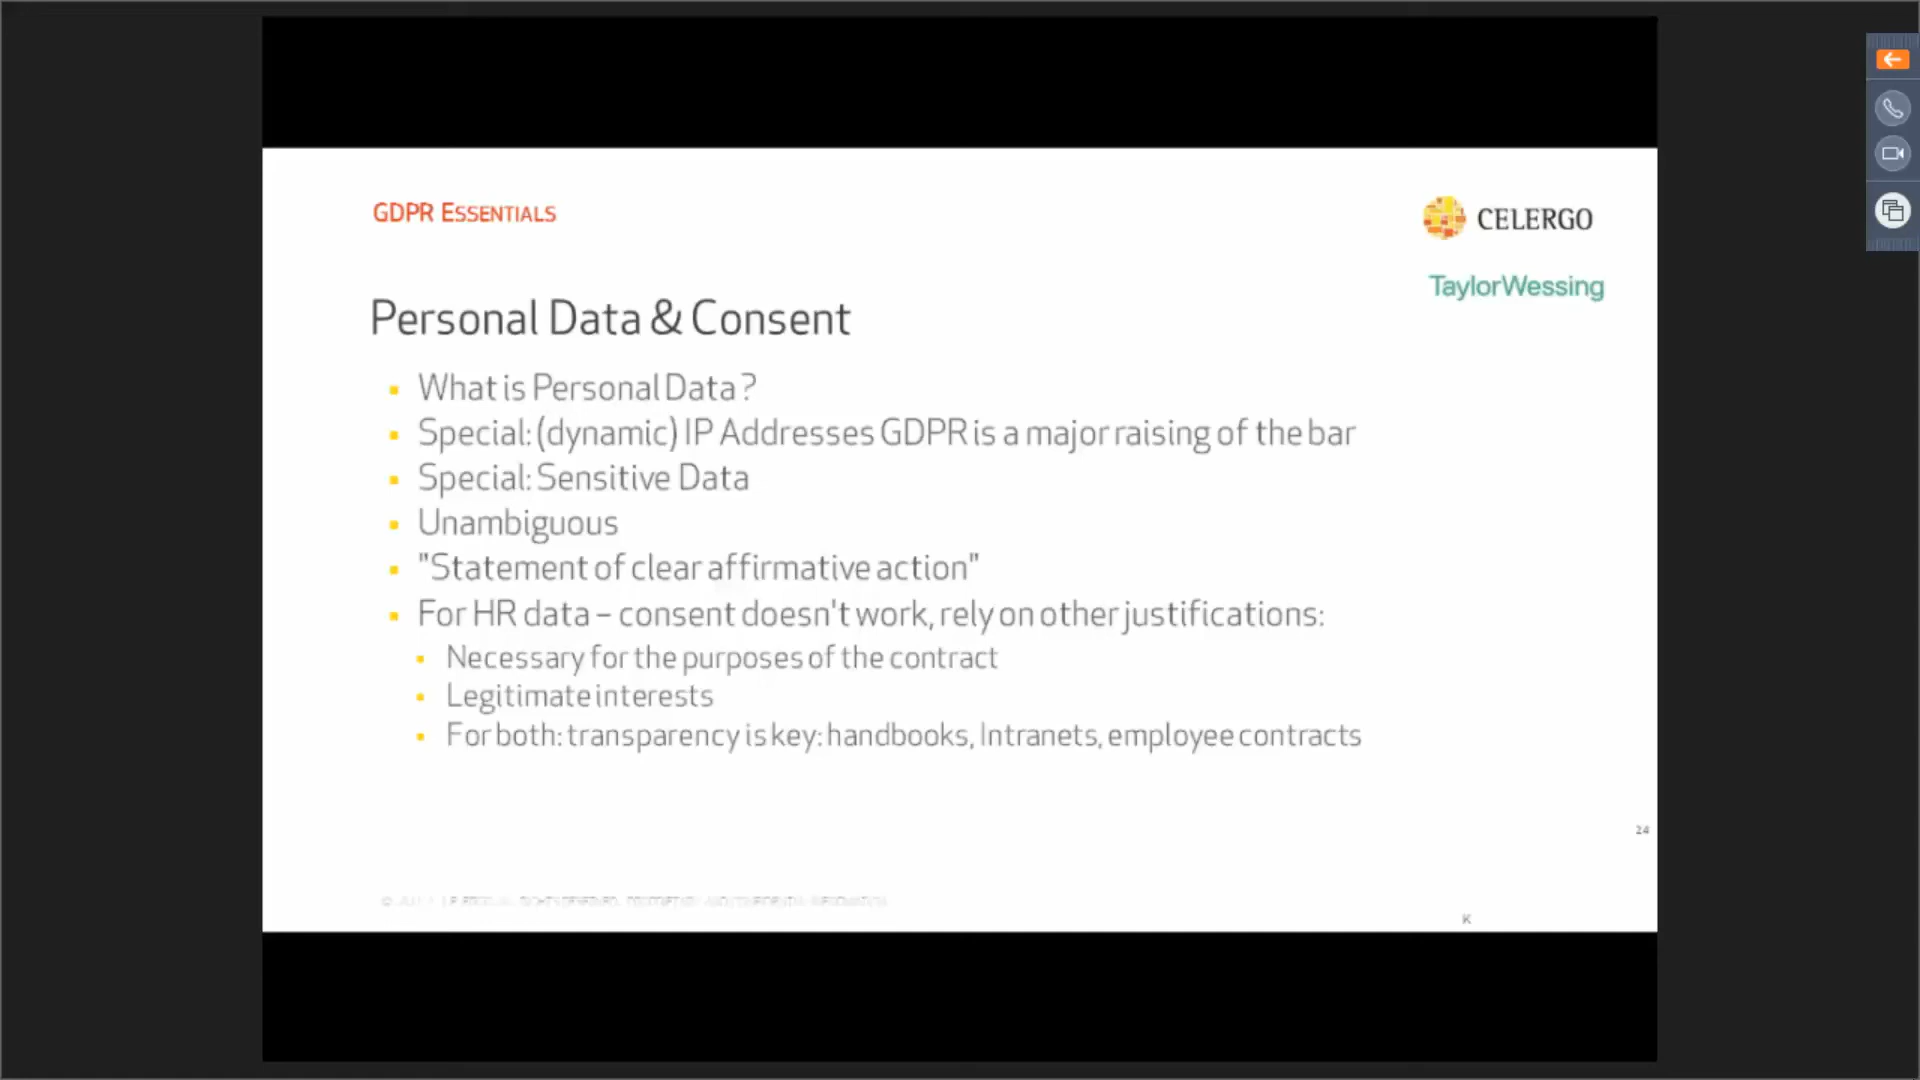 GDPR ESSENTIALS
CELERGO
TaylorWessing
Personal Data & Consent
What is Personal Data?
Special: (dynamic) IP Addresses GDPR is a major raising of the bar
Special: Sensitive Data
Unambiguous
"Statement of clear affirmative action"
For HR data – consent doesn't work, rely on other justifications:
Necessary for the purposes of the contract
Legitimate interests
For both: transparency is key: handbooks, Intranets, employee contracts
24
K